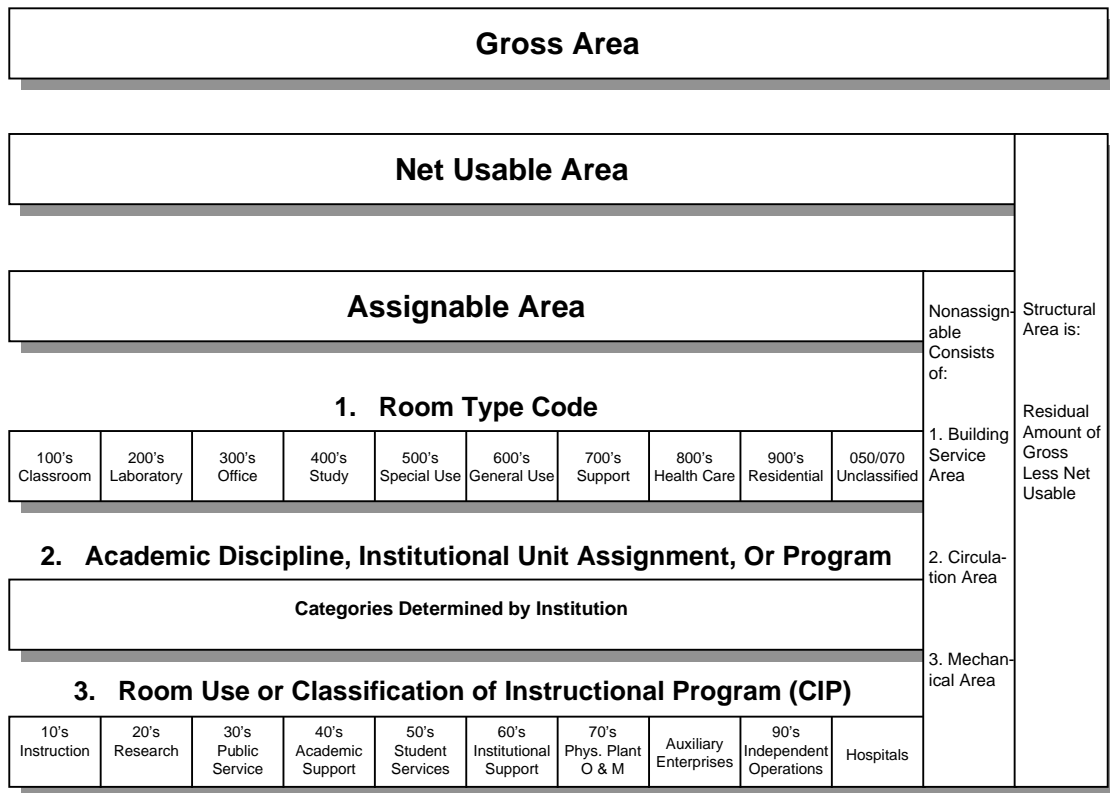 Gross Area
Net Usable Area
Assignable Area
1. Room Type Code
100's
Classroom
200's
Laboratory
300's
Office
400's
Study
500's
Special Use
600's
General Use
700's
Support
800's
Health Care
900's
Residential
050/070
Unclassified
2. Academic Discipline, Institutional Unit Assignment, Or Program
Categories Determined by Institution
3. Room Use or Classification of Instructional Program (CIP)
10's
Instruction
20's
Research
30's
Public
Service
40's
Academic
Support
50's
Student
Services
60's
Institutional
Support
70's
Phys. Plant
O & M
Auxiliary
Enterprises
90's
Independent
Operations
Hospitals
Nonassign-
able
Consists
of:
1. Building
Service
Area
2. Circula-
tion Area
3. Mechan-
ical Area
Structural
Area is:
Residual
Amount of
Gross
Less Net
Usable